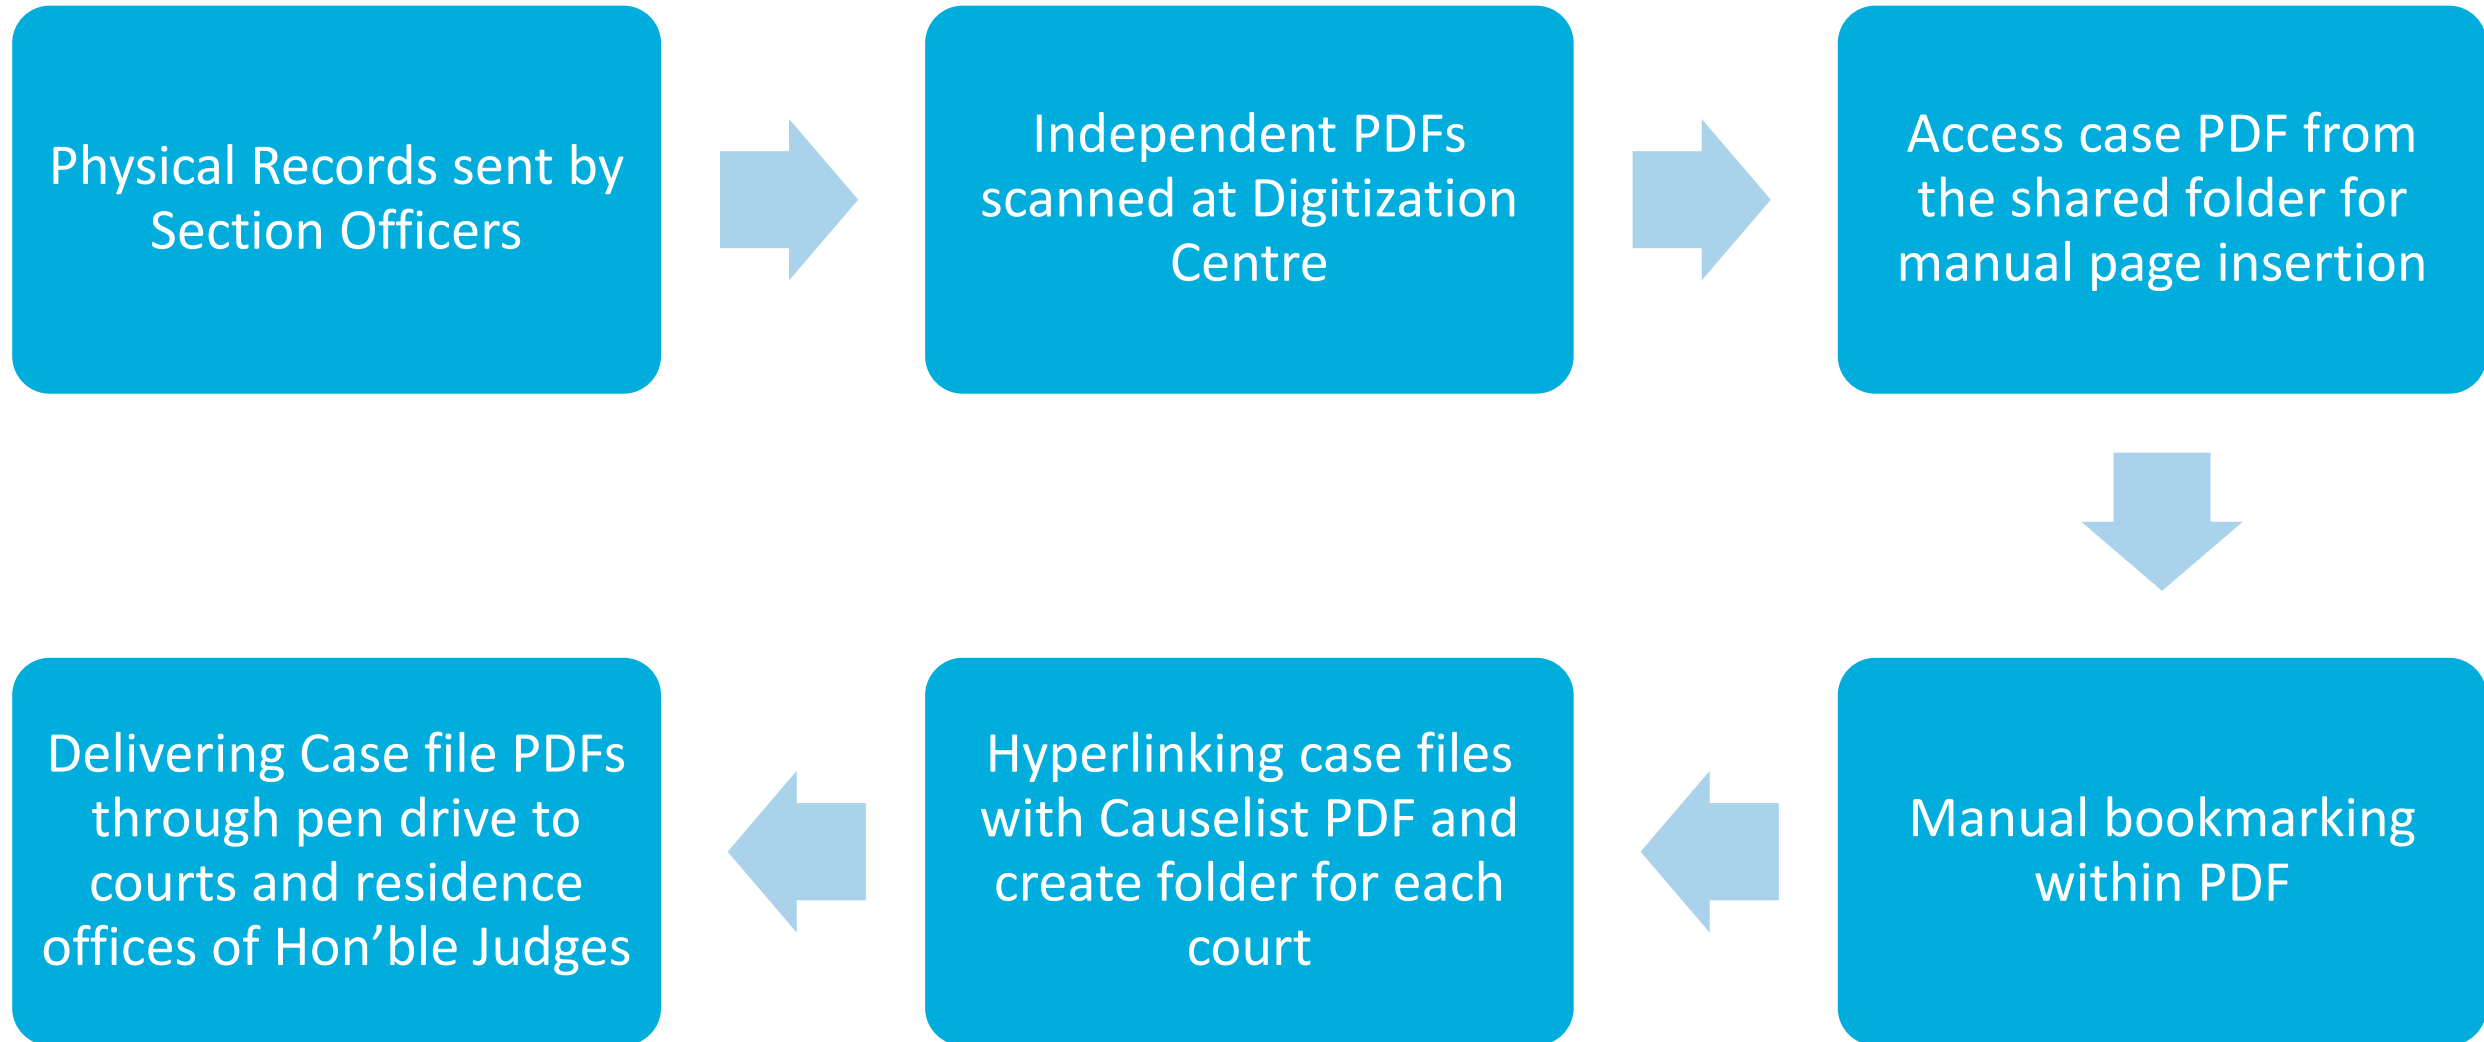 Physical Records sent by
Section Officers
Independent PDFs
scanned at Digitization
Centre
Access case PDF from
the shared folder for
manual page insertion
Manual bookmarking
within PDF
Hyperlinking case files
with Causelist PDF and
create folder for each
court
Delivering Case file PDFs
through pen drive to
courts and residence
offices of Hon’ble Judges